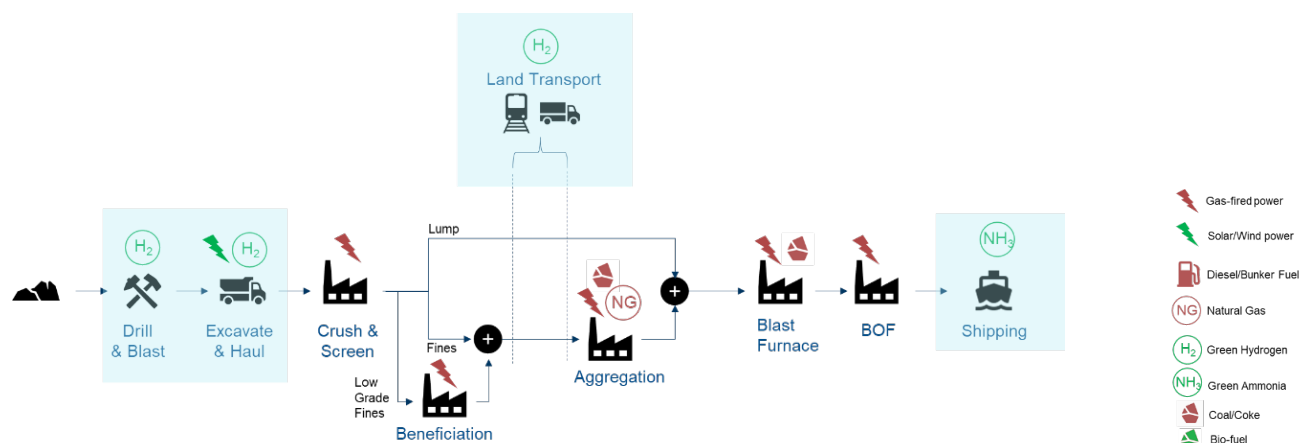 H₂
Land Transport
H₂
H₂
Drill
& Blast
Excavate
& Haul
Crush &
Screen
Lump
Fines
Low
Grade
Fines
Beneficiation
NG
Aggregation
Blast
Furnace
BOF
NH₃
Shipping
Gas-fired power
Solar/Wind power
Diesel/Bunker Fuel
NG
Natural Gas
H₂
Green Hydrogen
NH₃
Green Ammonia
Coal/Coke
Bio-fuel